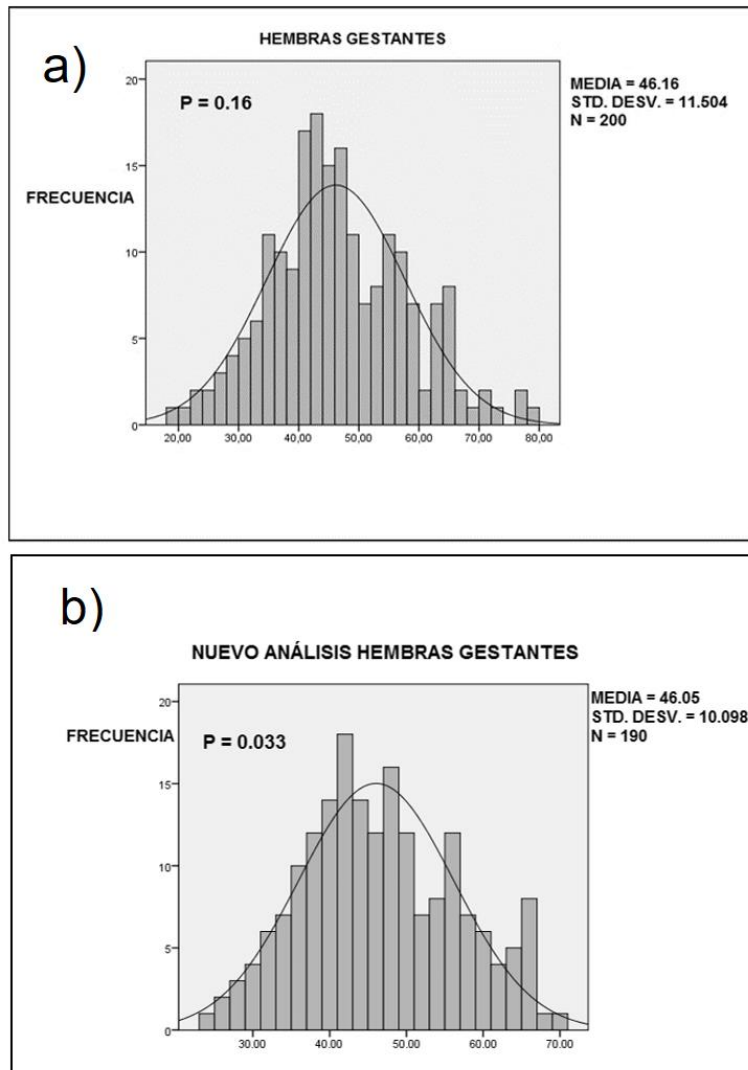 a)
HEMBRAS GESTANTES
P = 0.16
MEDIA = 46.16
STD. DESV. = 11.504
N = 200
20
15
FRECUENCIA
10
5
0
20,00 30,00 40,00 50,00 60,00 70,00 80,00
b)
NUEVO ANÁLISIS HEMBRAS GESTANTES
MEDIA = 46.05
STD. DESV. = 10.098
N = 190
20
FRECUENCIA
P = 0.033
15
10
5
0
30.00 40.00 50.00 60.00 70.00